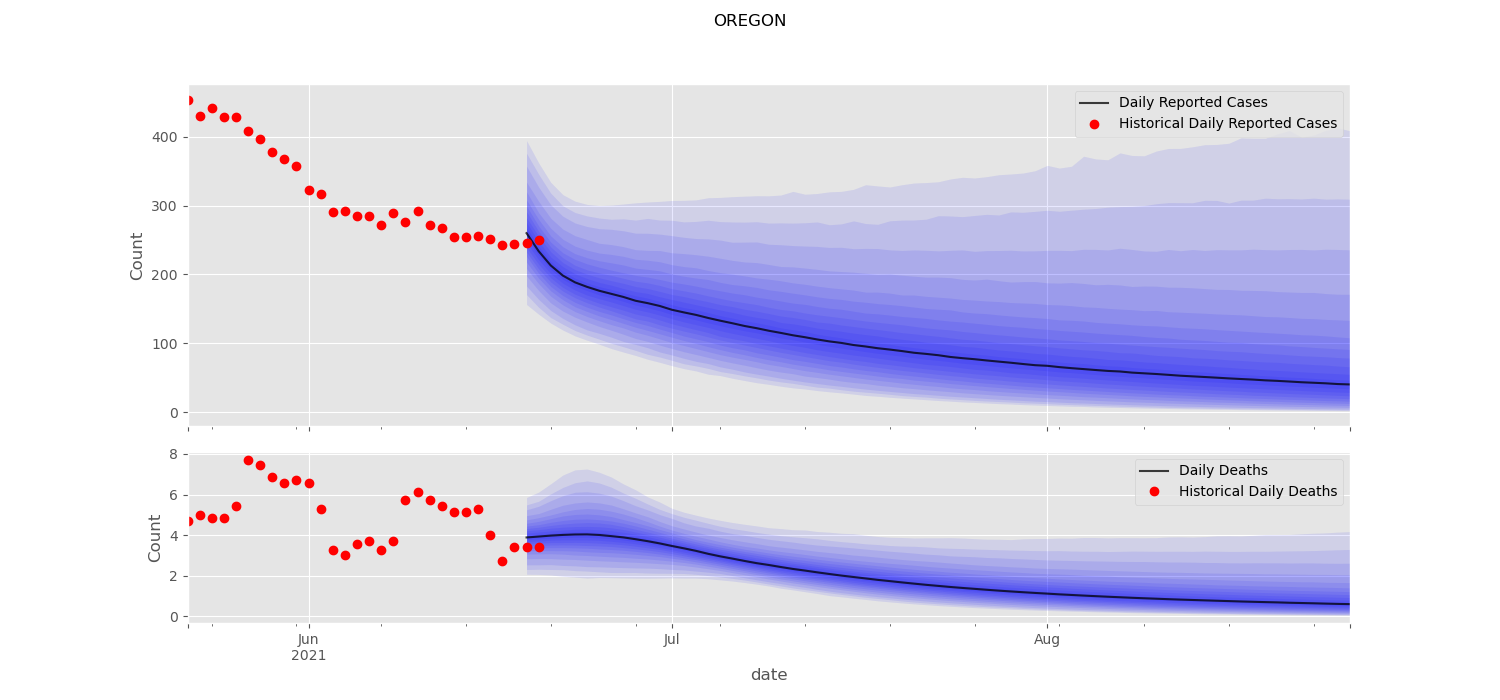 OREGON
Count
400
300
200
100
0
Daily Reported Cases
Historical Daily Reported Cases
Count
8
6
4
2
0
Daily Deaths
Historical Daily Deaths
Jun
2021
Jul
Aug
date